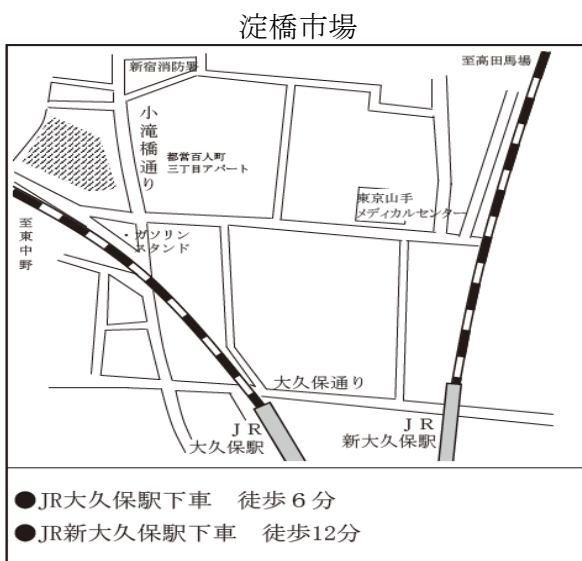 淀橋市場
新宿消防署
至高田馬場
小滝橋通り
都営百人町
三丁目アパート
東京山手
メディカルセンター
至東中野
・ガソリン
スタンド
大久保通り
JR
大久保駅
JR
新大久保駅
●JR大久保駅下車　徒歩６分
●JR新大久保駅下車　徒歩12分